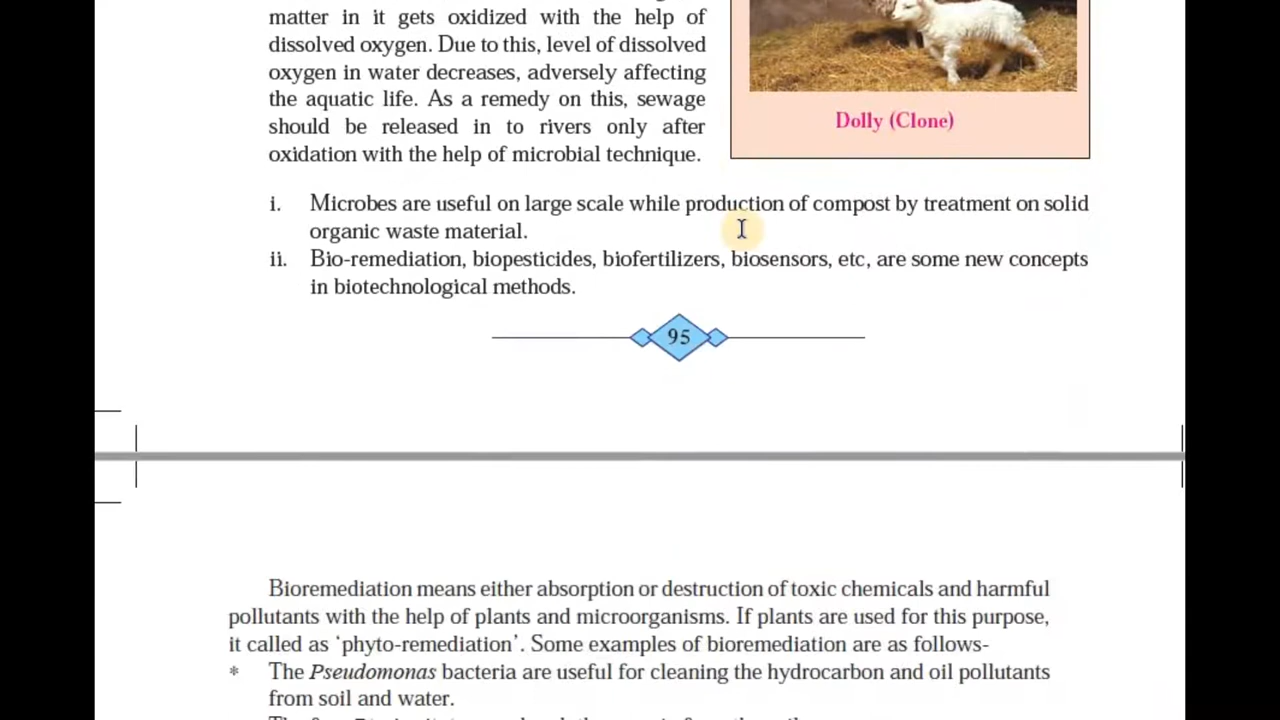 matter in it gets oxidized with the help of
dissolved oxygen. Due to this, level of dissolved
oxygen in water decreases, adversely affecting
the aquatic life. As a remedy on this, sewage
should be released in to rivers only after
oxidation with the help of microbial technique.
Dolly (Clone)
i. Microbes are useful on large scale while production of compost by treatment on solid
organic waste material.
ii. Bio-remediation, biopesticides, biofertilizers, biosensors, etc, are some new concepts
in biotechnological methods.
95
Bioremediation means either absorption or destruction of toxic chemicals and harmful
pollutants with the help of plants and microorganisms. If plants are used for this purpose,
it called as ‘phyto-remediation’. Some examples of bioremediation are as follows-
* The Pseudomonas bacteria are useful for cleaning the hydrocarbon and oil pollutants
from soil and water.